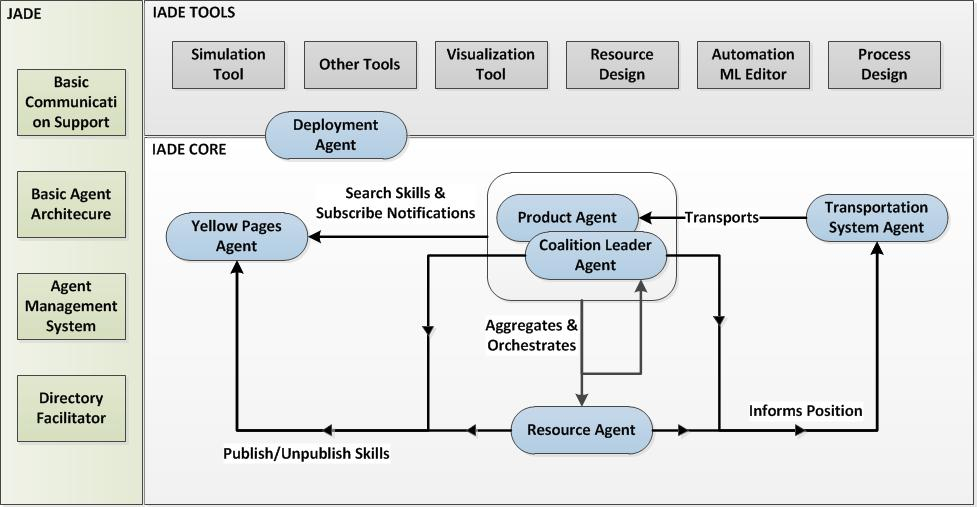 JADE
Basic
Communicati
on Support
Basic Agent
Architecure
Agent
Management
System
Directory
Facilitator
IADE TOOLS
Simulation
Tool
Other Tools
Visualization
Tool
Resource
Design
Automation
ML Editor
Process
Design
Deployment
Agent
IADE CORE
Search Skills &
Subscribe Notifications
Yellow Pages
Agent
Product Agent
Coalition Leader
Agent
Transports
Transportation
System Agent
Aggregates &
Orchestrates
Informs Position
Resource Agent
Publish/Unpublish Skills